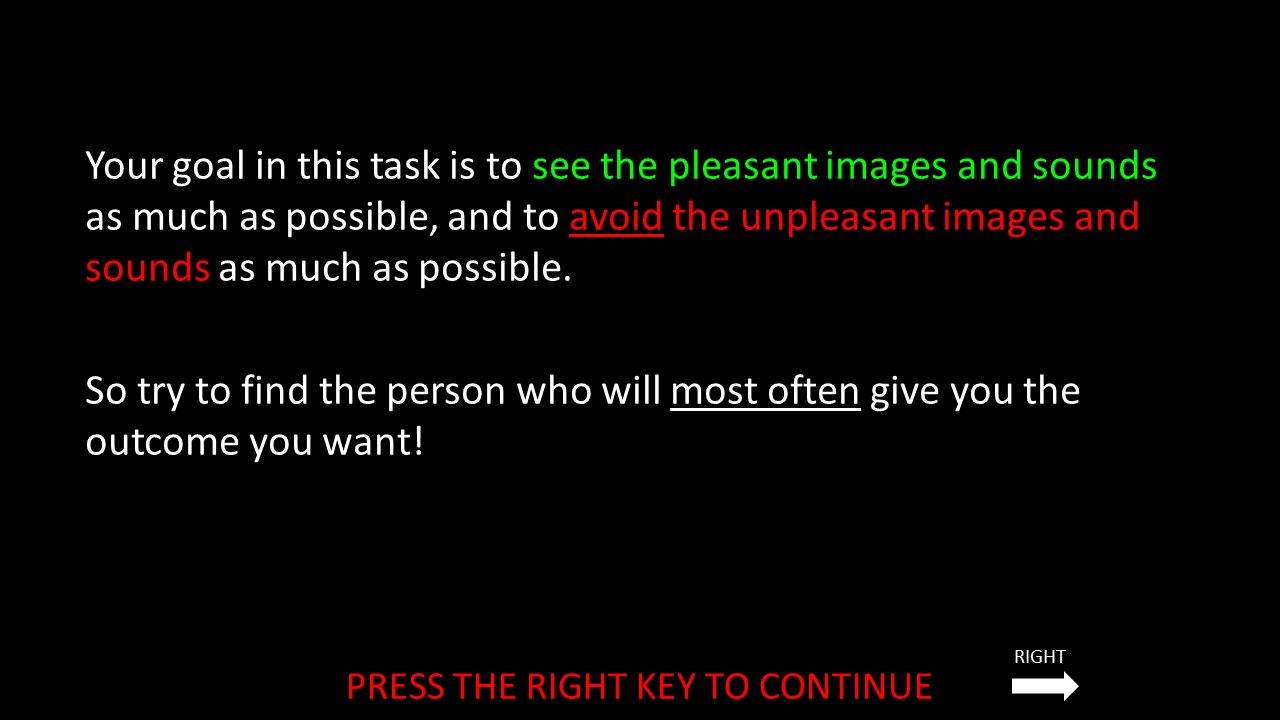 Your goal in this task is to see the pleasant images and sounds
as much as possible, and to avoid the unpleasant images and
sounds as much as possible.
So try to find the person who will most often give you the
outcome you want!
RIGHT
PRESS THE RIGHT KEY TO CONTINUE